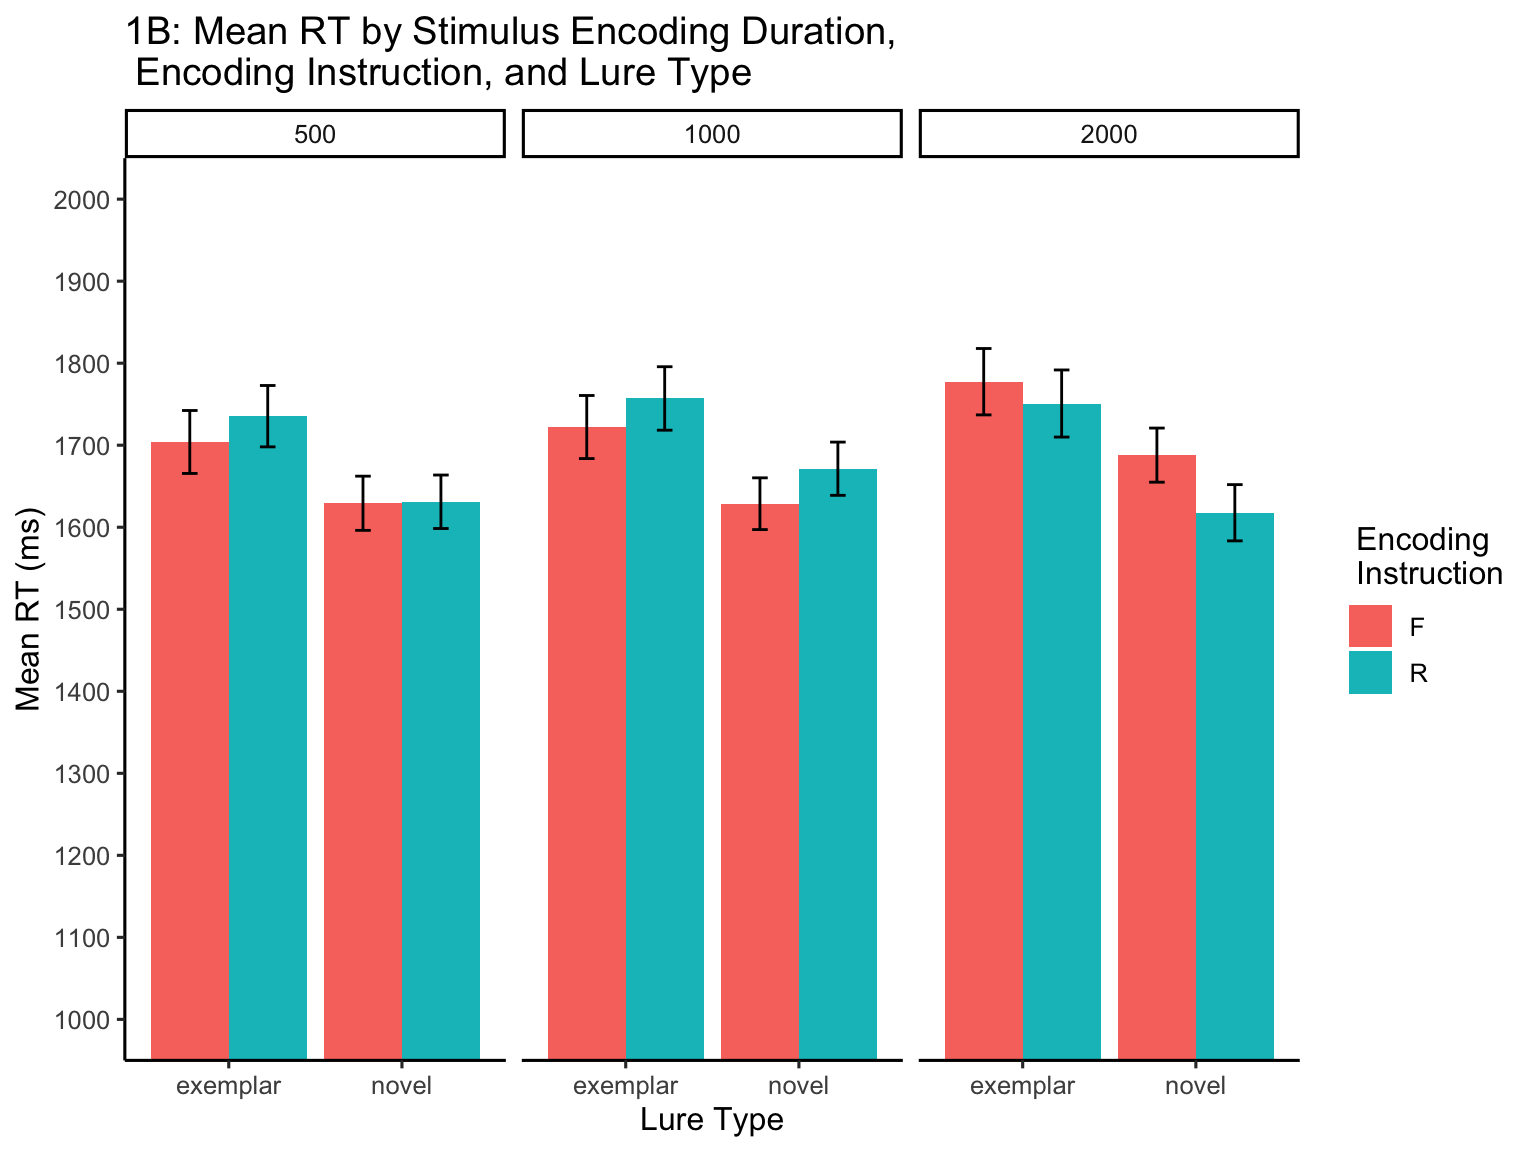 1B: Mean RT by Stimulus Encoding Duration,
Encoding Instruction, and Lure Type
500
1000
2000
2000
1900
1800
1700
1600
1500
1400
1300
1200
1100
1000
Mean RT (ms)
exemplar
novel
exemplar
novel
exemplar
novel
Lure Type
Encoding
Instruction
F
R